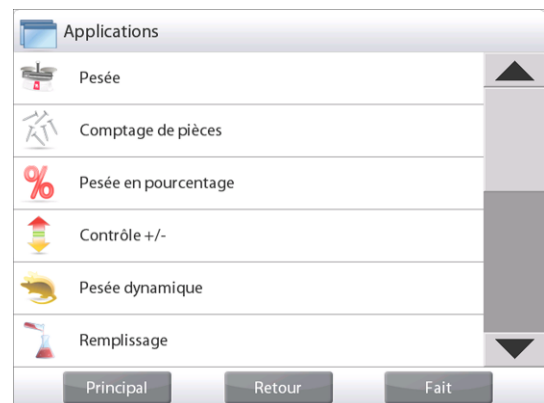 Applications
Pesée
Comptage de pièces
% Pesée en pourcentage
Contrôle +/-
Pesée dynamique
Remplissage
Principal Retour Fait